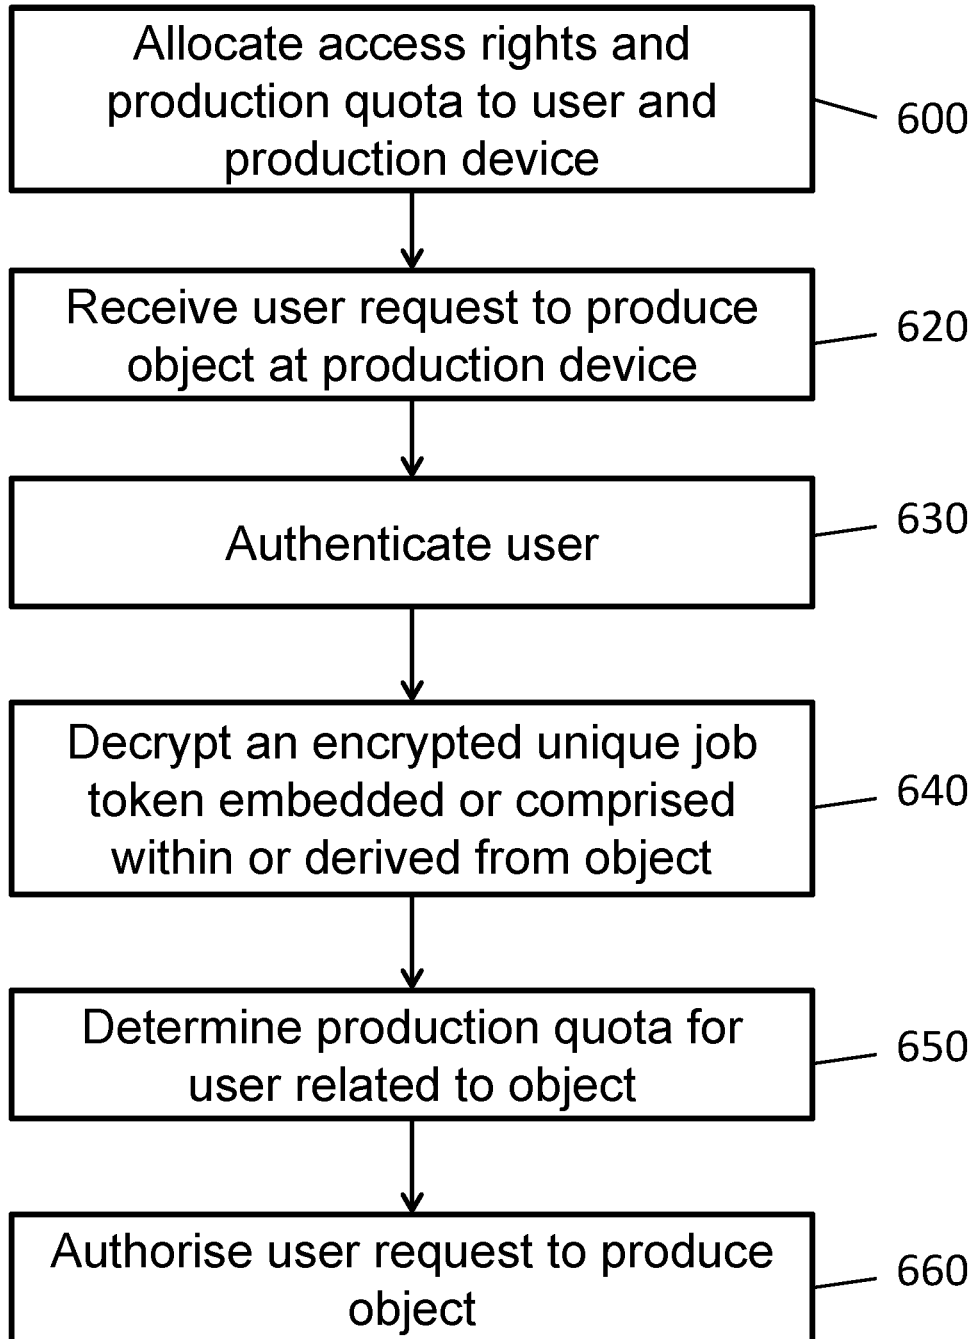 Allocate access rights and
production quota to user and
production device
600
Receive user request to produce
object at production device
620
Authenticate user
630
Decrypt an encrypted unique job
token embedded or comprised
within or derived from object
640
Determine production quota for
user related to object
650
Authorise user request to produce
object
660